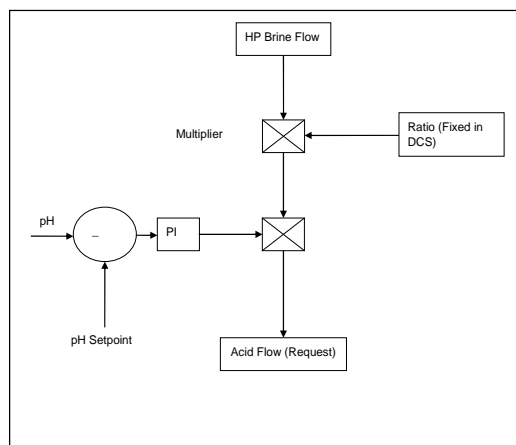 HP Brine Flow
Multiplier
Ratio (Fixed in
DCS)
pH
–
PI
pH Setpoint
Acid Flow (Request)